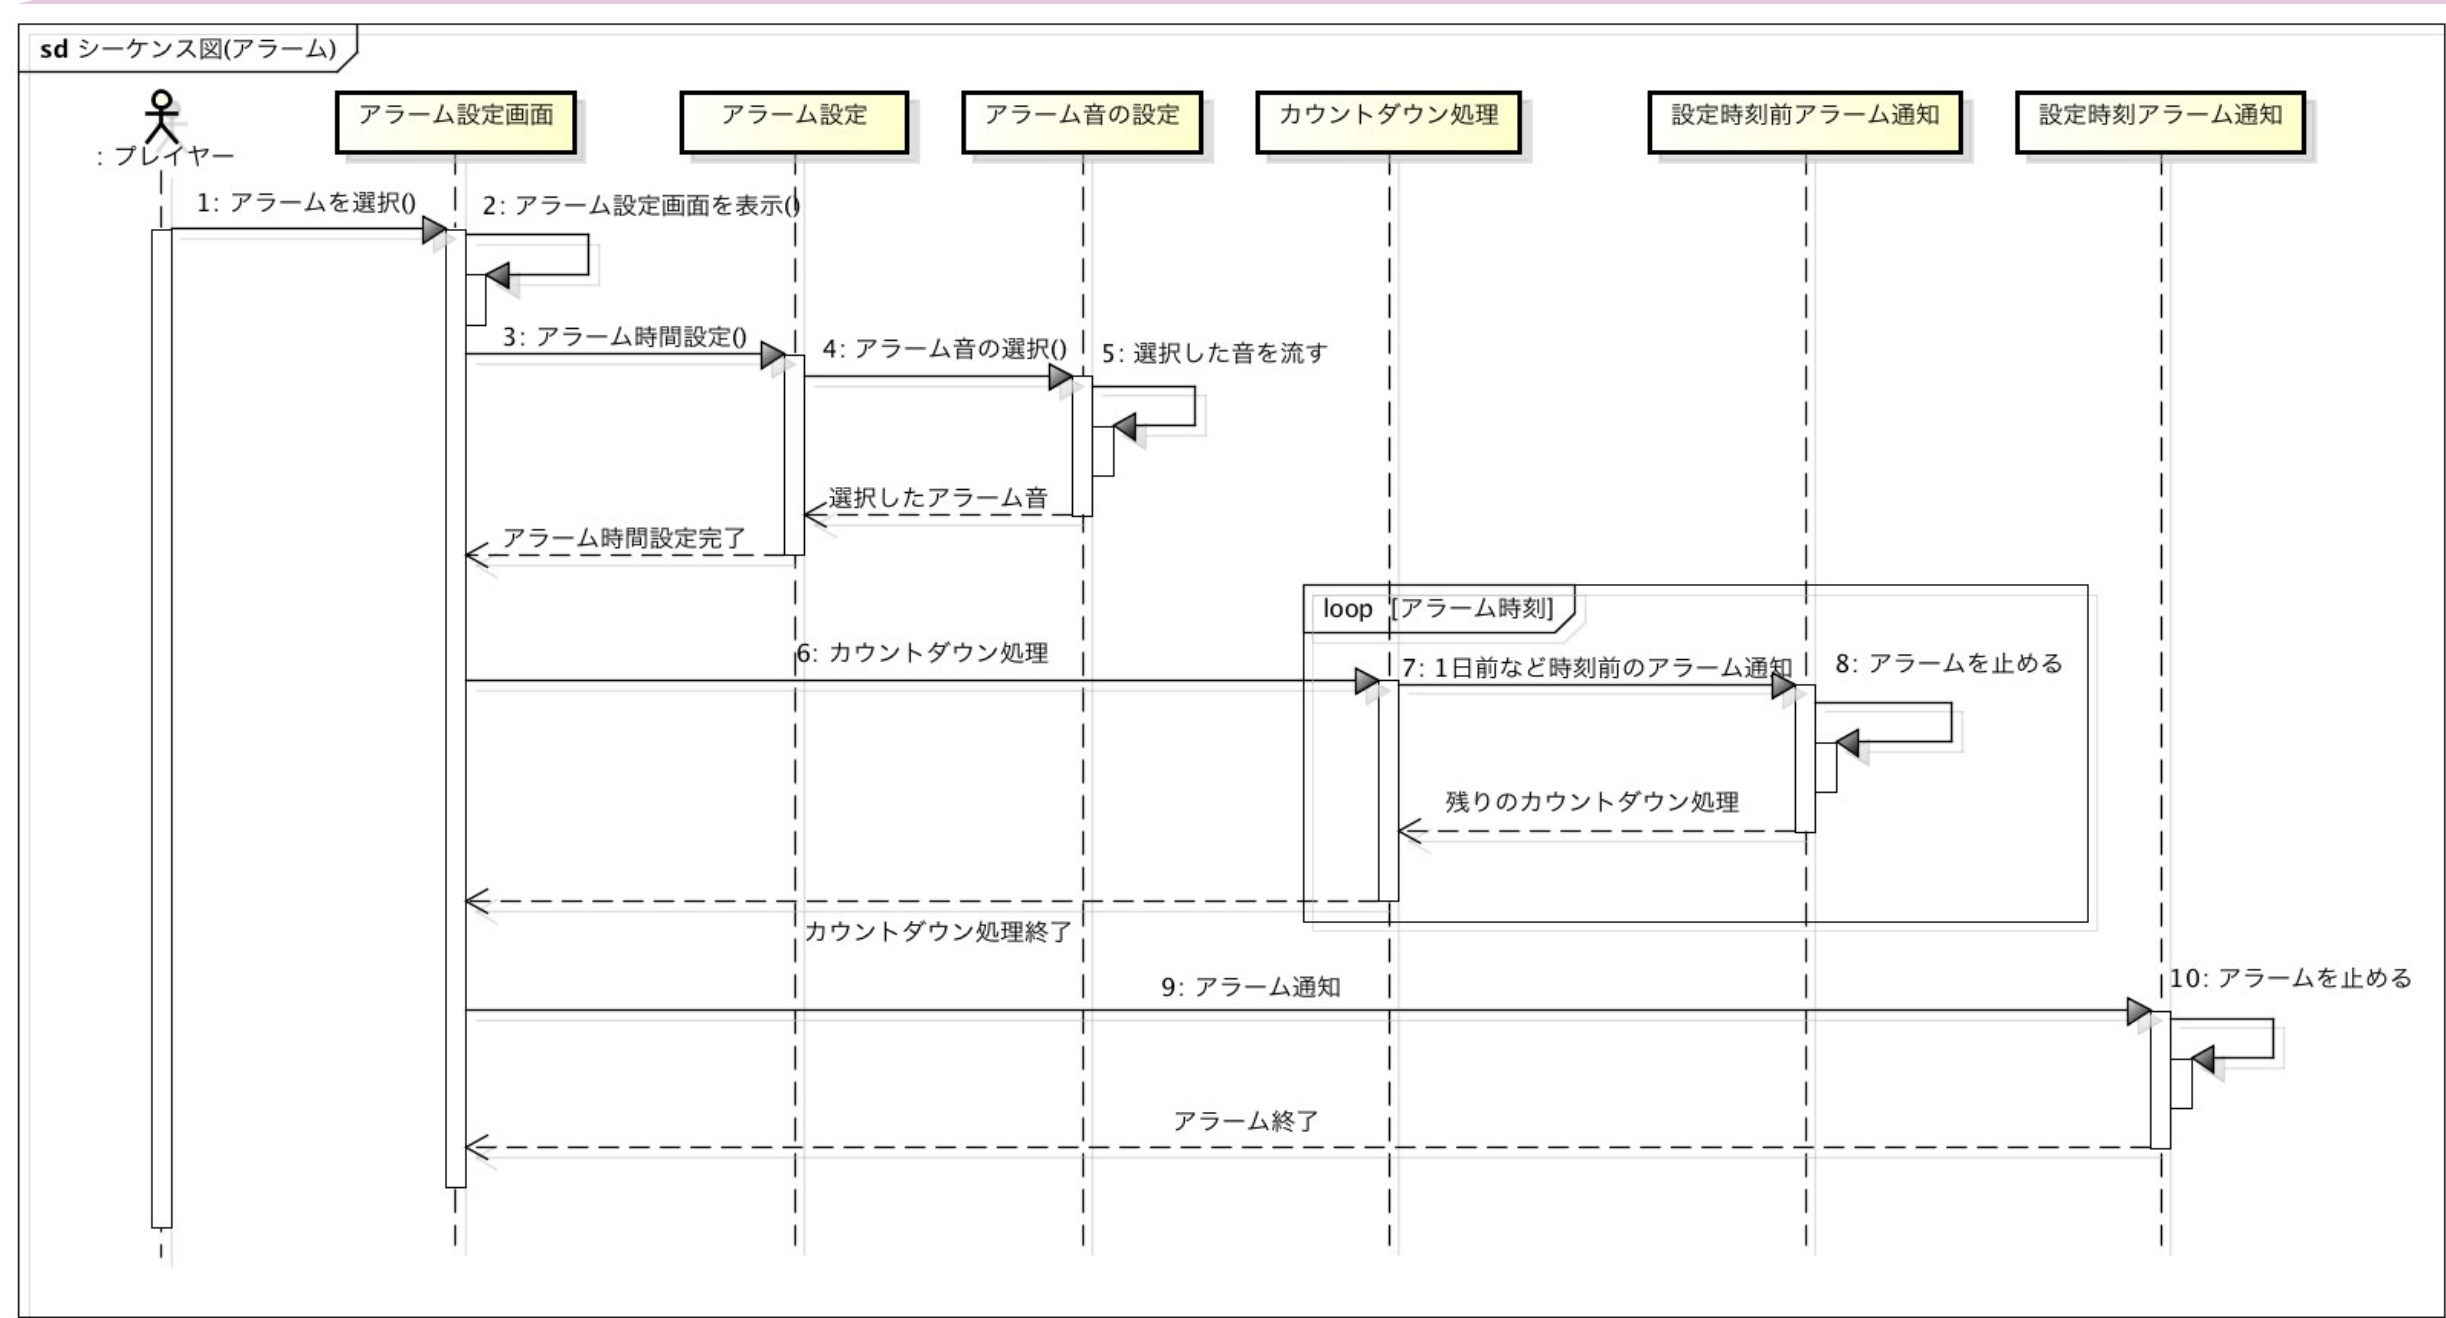 sd シーケンス図(アラーム)
: プレイヤー
アラーム設定画面
アラーム設定
アラーム音の設定
カウントダウン処理
設定時刻前アラーム通知
設定時刻アラーム通知
1: アラームを選択()
2: アラーム設定画面を表示()
3: アラーム時間設定()
4: アラーム音の選択()
5: 選択した音を流す
選択したアラーム音
アラーム時間設定完了
loop [アラーム時刻]
6: カウントダウン処理
7: 1日前など時刻前のアラーム通知
8: アラームを止める
残りのカウントダウン処理
カウントダウン処理終了
9: アラーム通知
10: アラームを止める
アラーム終了